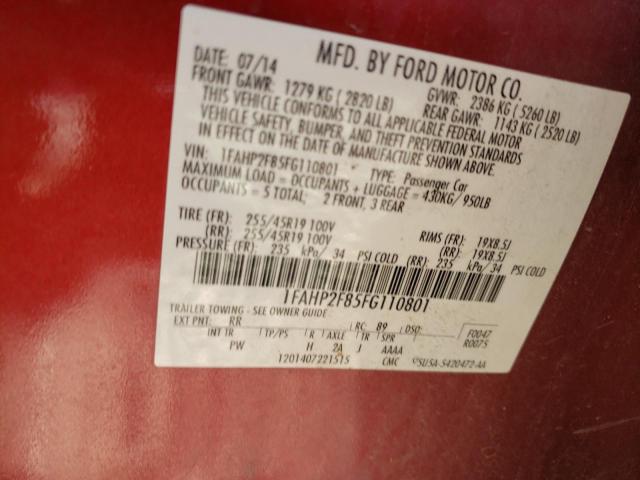 MFD. BY FORD MOTOR CO.
DATE: 07/14 GVWR: 2386 KG (5260 LB)
FRONT GAWR: 1279 KG (2820 LB) REAR GAWR: 1143 KG (2520 LB)
THIS VEHICLE CONFORMS TO ALL APPLICABLE FEDERAL MOTOR
VEHICLE SAFETY, BUMPER, AND THEFT PREVENTION STANDARDS
IN EFFECT ON THE DATE OF MANUFACTURE SHOWN ABOVE.
VIN: 1FAHP2F85FG110801 TYPE: Passenger Car
MAXIMUM LOAD = OCCUPANTS + LUGGAGE = 430KG/ 950LB
OCCUPANTS = 5 TOTAL, 2 FRONT, 3 REAR
TIRE (FR): 255/45R19 100V RIMS (FR): 19X8.5J
(RR): 255/45R19 100V (RR): 19X8.5J
PRESSURE (FR): 235 kPa/ 34 PSI COLD (RR): 235 kPa/34 PSI COLD
1FAHP2F85FG110801
TRAILER TOWING - SEE OWNER GUIDE
EXT PNT: RR RC: 89 DSO: F0047
INT TR TP/PS R AXLE TR SPR R0075
PW H 2A J AAAA
1201407221515 CMC